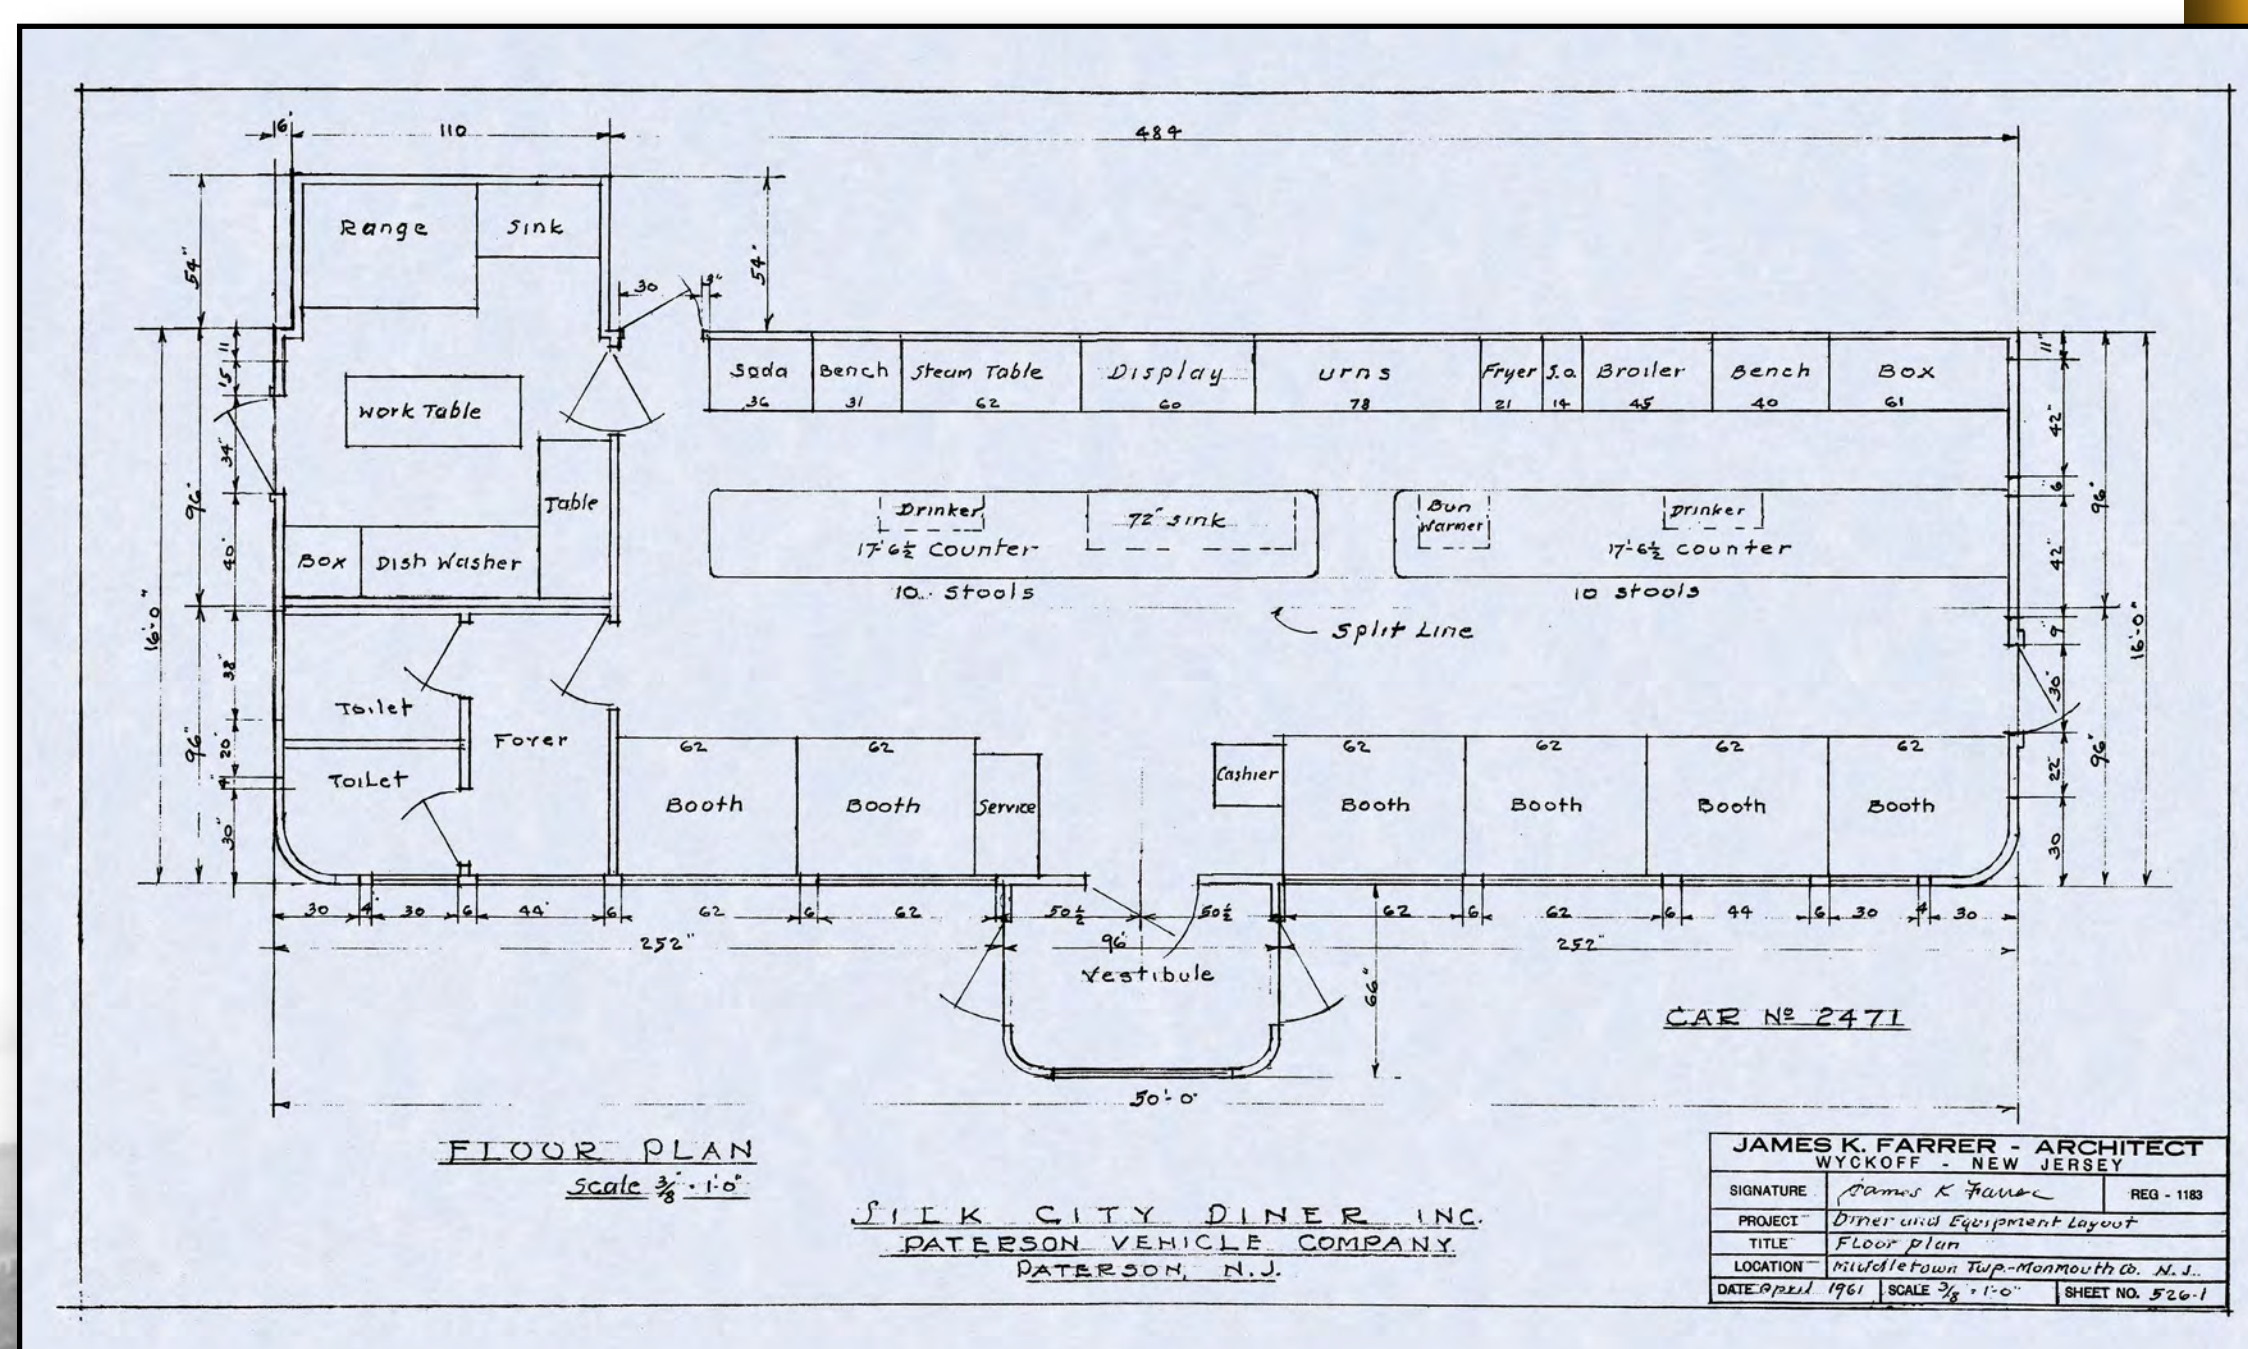 6" 110 484
Range Sink
54"
30 9"
54"
11
15
34"
40"
96"
16'-0"
38"
20"
4"
30"
96"
Work Table
Table
Box Dish Washer
Soda Bench Steam Table Display Urns Fryer S.o. Broiler Bench Box
36 31 62 60 78 21 14 45 40 61
Drinker
72" Sink
17'-6½ Counter
10 Stools
Bun
Warmer
Drinker
17'-6½ Counter
10 Stools
Split Line
11"
42"
6
42"
9
30"
22"
30
96"
96"
16'-0"
Toilet
Toilet
Foyer
62 62
Booth Booth
Service
Cashier
62 62 62 62
Booth Booth Booth Booth
30 4" 30 6 44" 6 62 6 62 50½ 50½ 62 6 62 6 44 6 30 4 30
252" 96" 252"
Vestibule
66"
CAR Nº 2471
50'-0"
FLOOR PLAN
Scale 3/8" = 1'-0"
SILK CITY DINER INC.
PATERSON VEHICLE COMPANY
PATERSON, N.J.
JAMES K. FARRER - ARCHITECT
WYCKOFF - NEW JERSEY
SIGNATURE James K Farrer REG - 1183
PROJECT Diner and Equipment Layout
TITLE Floor plan
LOCATION Middletown Twp.-Monmouth Co. N.J.
DATE April 1961 SCALE 3/8" = 1'-0" SHEET NO. 526-1